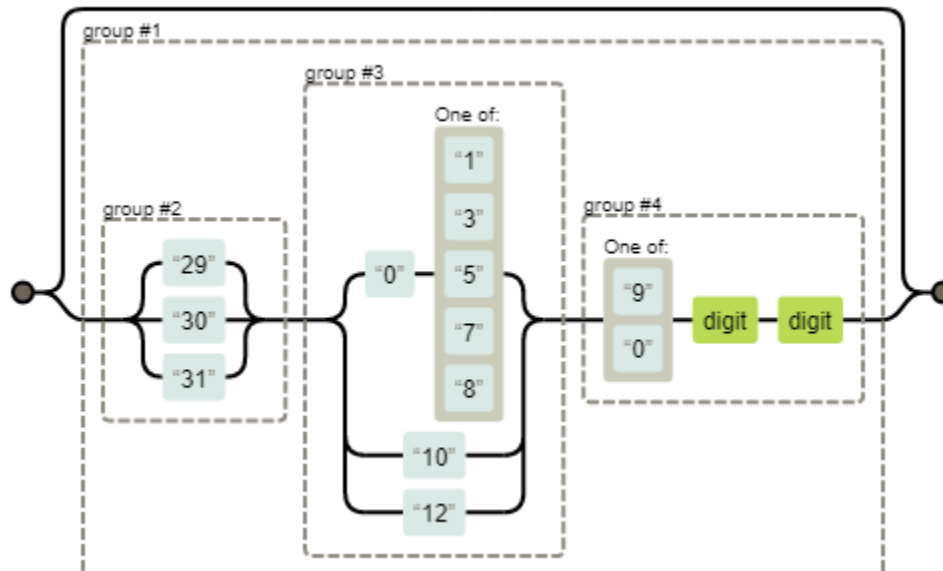 group #1
group #3
One of:
“1”
“3”
“5”
“7”
“8”
“0”
“10”
“12”
group #2
“29”
“30”
“31”
group #4
One of:
“9”
“0”
digit
digit